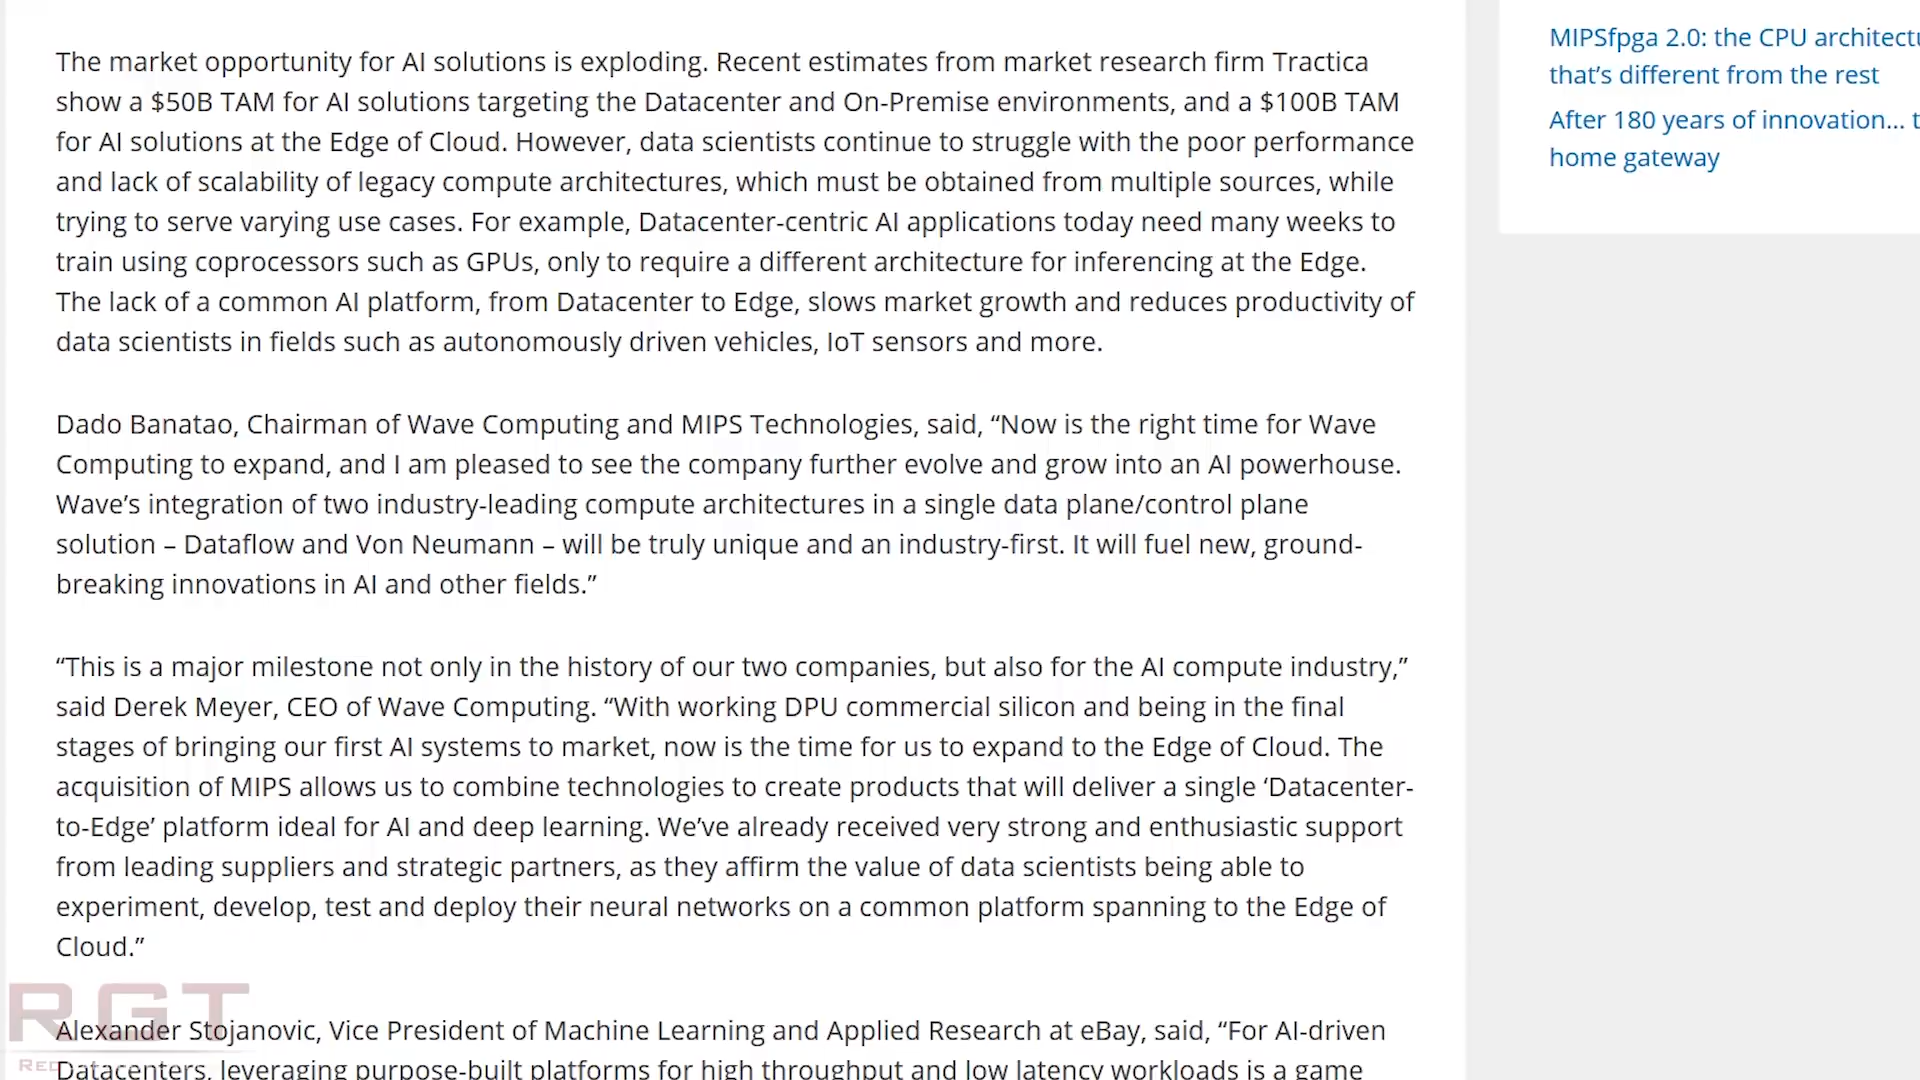 The market opportunity for AI solutions is exploding. Recent estimates from market research firm Tractica
show a $50B TAM for AI solutions targeting the Datacenter and On-Premise environments, and a $100B TAM
for AI solutions at the Edge of Cloud. However, data scientists continue to struggle with the poor performance
and lack of scalability of legacy compute architectures, which must be obtained from multiple sources, while
trying to serve varying use cases. For example, Datacenter-centric AI applications today need many weeks to
train using coprocessors such as GPUs, only to require a different architecture for inferencing at the Edge.
The lack of a common AI platform, from Datacenter to Edge, slows market growth and reduces productivity of
data scientists in fields such as autonomously driven vehicles, IoT sensors and more.
Dado Banatao, Chairman of Wave Computing and MIPS Technologies, said, “Now is the right time for Wave
Computing to expand, and I am pleased to see the company further evolve and grow into an AI powerhouse.
Wave’s integration of two industry-leading compute architectures in a single data plane/control plane
solution – Dataflow and Von Neumann – will be truly unique and an industry-first. It will fuel new, ground-
breaking innovations in AI and other fields.”
“This is a major milestone not only in the history of our two companies, but also for the AI compute industry,”
said Derek Meyer, CEO of Wave Computing. “With working DPU commercial silicon and being in the final
stages of bringing our first AI systems to market, now is the time for us to expand to the Edge of Cloud. The
acquisition of MIPS allows us to combine technologies to create products that will deliver a single ‘Datacenter-
to-Edge’ platform ideal for AI and deep learning. We’ve already received very strong and enthusiastic support
from leading suppliers and strategic partners, as they affirm the value of data scientists being able to
experiment, develop, test and deploy their neural networks on a common platform spanning to the Edge of
Cloud.”
Alexander Stojanovic, Vice President of Machine Learning and Applied Research at eBay, said, “For AI-driven
Datacenters, leveraging purpose-built platforms for high throughput and low latency workloads is a game
RGT
MIPSfpga 2.0: the CPU
that’s different from the rest
After 180 years of innovation...
home gateway